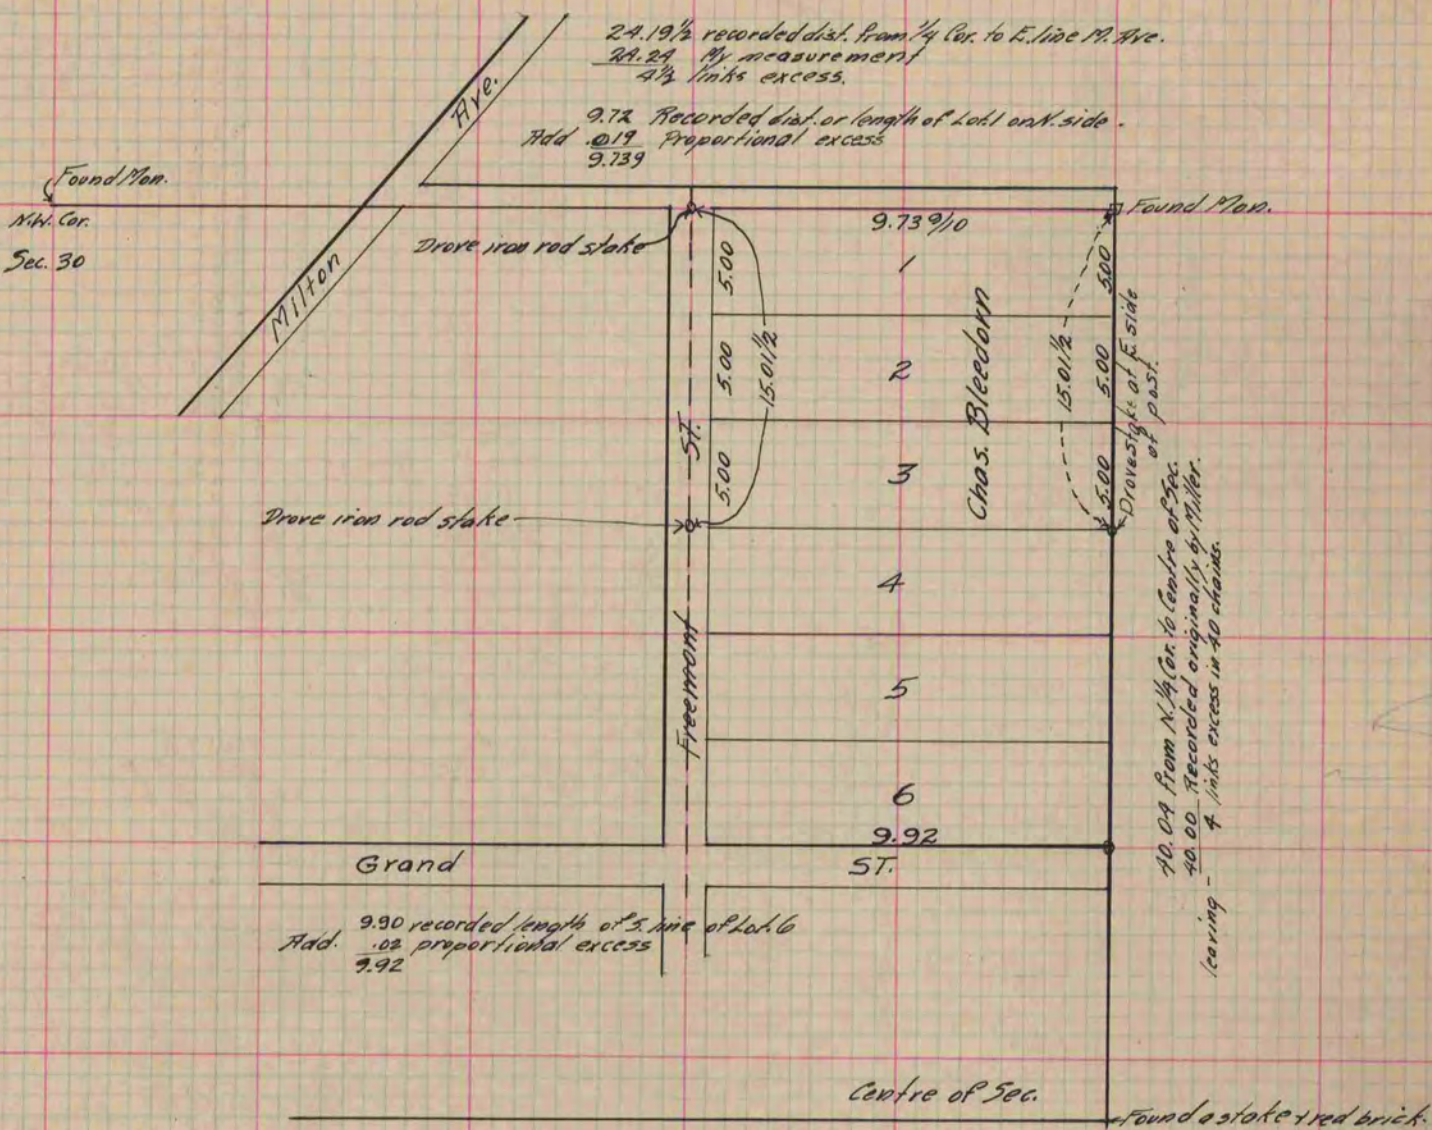 24.19½ recorded dist. from ¼ Cor. to E. line M. Ave.
24.24 My measurement
4½ links excess.
9.72 Recorded dist. or length of Lot 1 on N. side.
Add .019 Proportional excess
9.739
Ave.
Milton
Found Mon.
N.W. Cor.
Sec. 30
Found Mon.
Drove iron rod stake
9.73 9/10
1
5.00
5.00
2
5.00
5.00
15.01½
15.01½
Chas. Bleedorn
3
5.00
5.00
Drove stake at E. side
of post.
ST.
Drove iron rod stake
4
Freemont
5
6
9.92
40.04 From N. ¼ Cor. to Centre of Sec.
40.00 Recorded originally by Miller.
leaving - 4 links excess in 40 chains.
Grand
ST.
9.90 recorded length of S. line of Lot 6
Add. .02 proportional excess
9.92
Centre of Sec.
Found a stake & red brick.